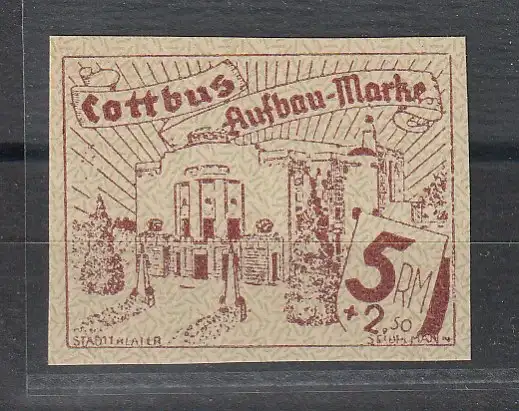 Cottbus
Aufbau-Marke
5 RM
+ 2,50
STADTTHEATER